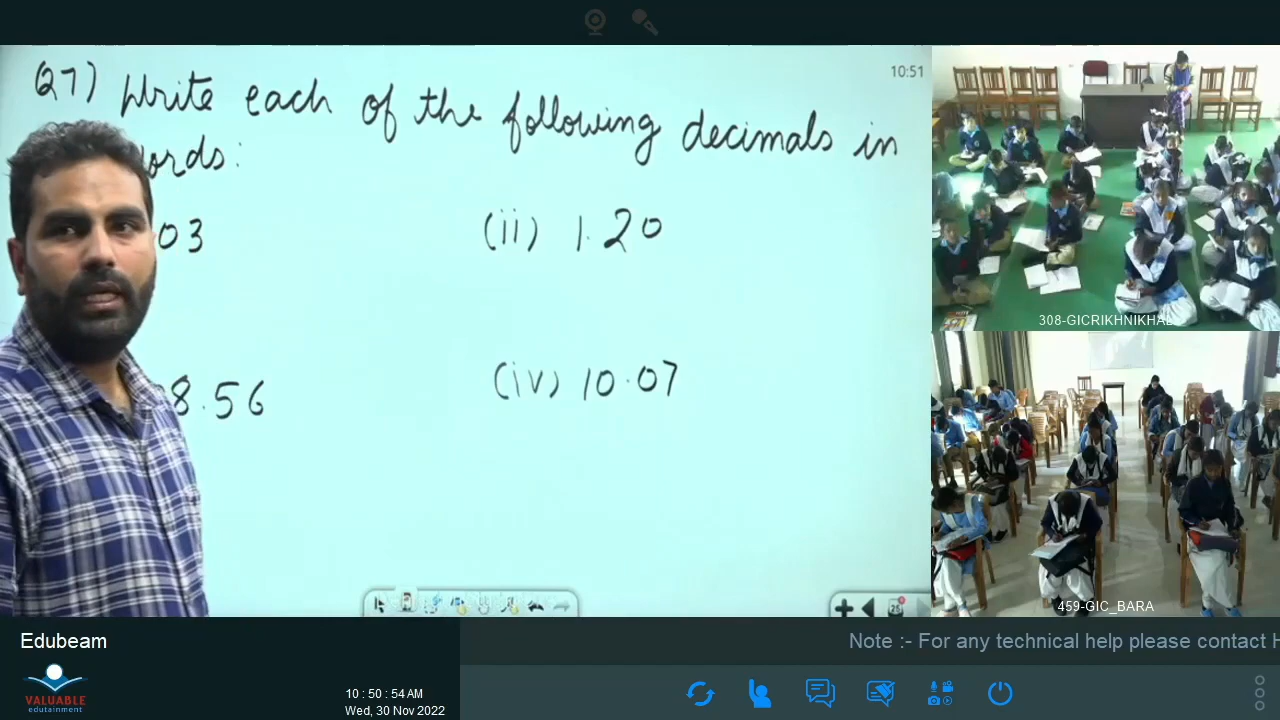 10:51
Q7) Write each of the following decimals in
words:
03
(ii) 1.20
8.56
(iv) 10.07
308-GICRIKHNIKHAL
459-GIC_BARA
25
Edubeam
Note :- For any technical help please contact H
VALUABLE
edutainment
10 : 50 : 54 AM
Wed, 30 Nov 2022